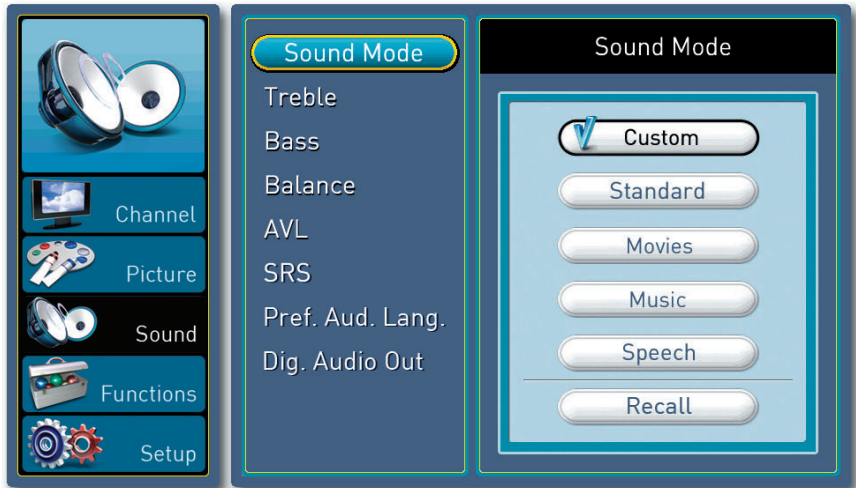 Channel
Picture
Sound
Functions
Setup
Sound Mode
Treble
Bass
Balance
AVL
SRS
Pref. Aud. Lang.
Dig. Audio Out
Sound Mode
Custom
Standard
Movies
Music
Speech
Recall